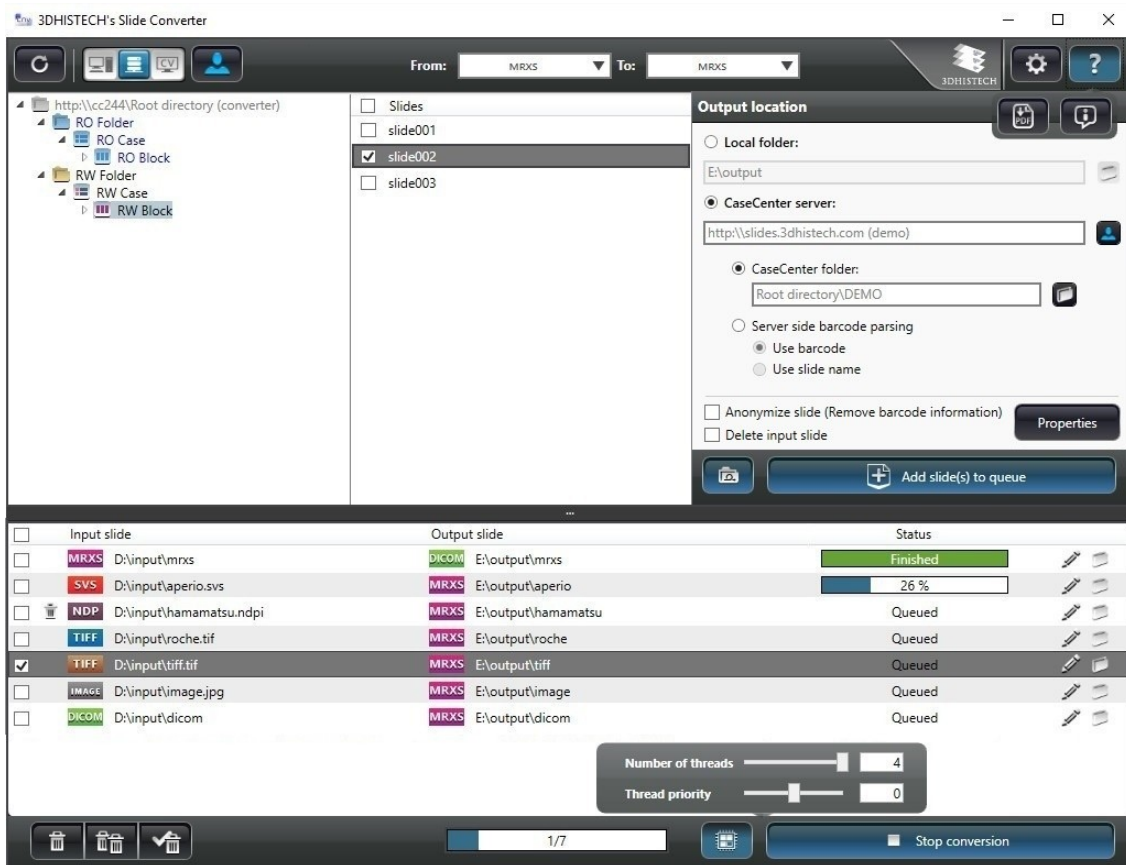 3DHISTECH's Slide Converter
CV
From: MRXS To: MRXS
3DHISTECH
?
http:\\cc244\Root directory (converter)
RO Folder
RO Case
RO Block
RW Folder
RW Case
RW Block
Slides
slide001
slide002
slide003
Output location
PDF
Local folder:
E:\output
CaseCenter server:
http:\\slides.3dhistech.com (demo)
CaseCenter folder:
Root directory\DEMO
Server side barcode parsing
Use barcode
Use slide name
Anonymize slide (Remove barcode information)
Delete input slide
Properties
Add slide(s) to queue
...
Input slide Output slide Status
MRXS D:\input\mrxs DICOM E:\output\mrxs Finished
SVS D:\input\aperio.svs MRXS E:\output\aperio 26 %
NDP D:\input\hamamatsu.ndpi MRXS E:\output\hamamatsu Queued
TIFF D:\input\roche.tif MRXS E:\output\roche Queued
TIFF D:\input\tiff.tif MRXS E:\output\tiff Queued
IMAGE D:\input\image.jpg MRXS E:\output\image Queued
DICOM D:\input\dicom MRXS E:\output\dicom Queued
Number of threads 4
Thread priority 0
1/7
Stop conversion